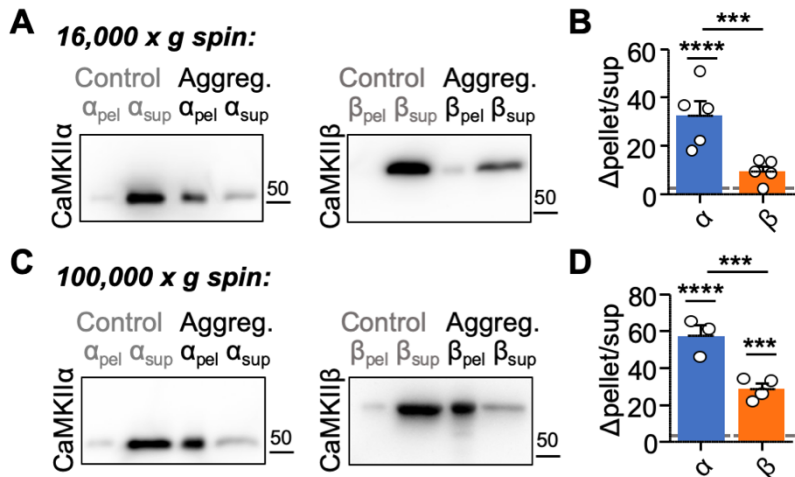 A
16,000 x g spin:
Control Aggreg.
αpel αsup αpel αsup
CaMKIIα
50
Control Aggreg.
βpel βsup βpel βsup
CaMKIIβ
50
B
***
****
Δpellet/sup
60
40
20
0
α β
C
100,000 x g spin:
Control Aggreg.
αpel αsup αpel αsup
CaMKIIα
50
Control Aggreg.
βpel βsup βpel βsup
CaMKIIβ
50
D
***
****
***
Δpellet/sup
80
60
40
20
0
α β